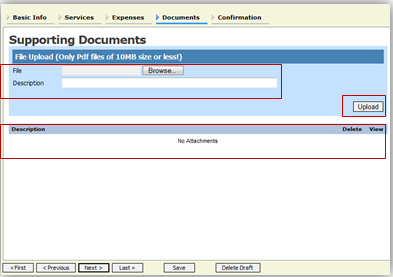 Basic Info Services Expenses Documents Confirmation
Supporting Documents
File Upload (Only Pdf files of 10MB size or less!)
File Browse...
Description
Upload
Description Delete View
No Attachments
« First < Previous Next > Last » Save Delete Draft